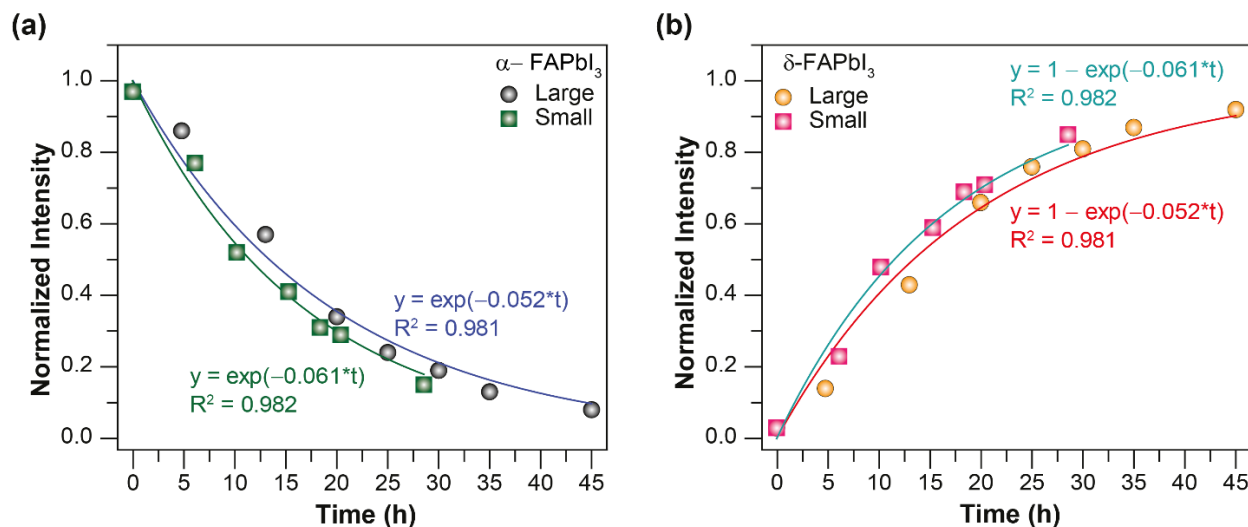 (a)
α– FAPbI₃
Large
Small
y = exp(−0.052*t)
R² = 0.981
y = exp(−0.061*t)
R² = 0.982
Normalized Intensity
1.0
0.8
0.6
0.4
0.2
0.0
0 5 10 15 20 25 30 35 40 45
Time (h)
(b)
δ-FAPbI₃
Large
Small
y = 1 − exp(−0.061*t)
R² = 0.982
y = 1 − exp(−0.052*t)
R² = 0.981
Normalized Intensity
1.0
0.8
0.6
0.4
0.2
0.0
0 5 10 15 20 25 30 35 40 45
Time (h)